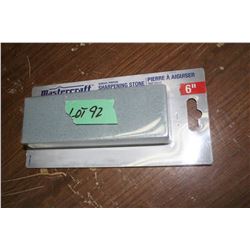 Mastercraft
SHARPENING STONE
PIERRE À AIGUISER
6"
LOT 92